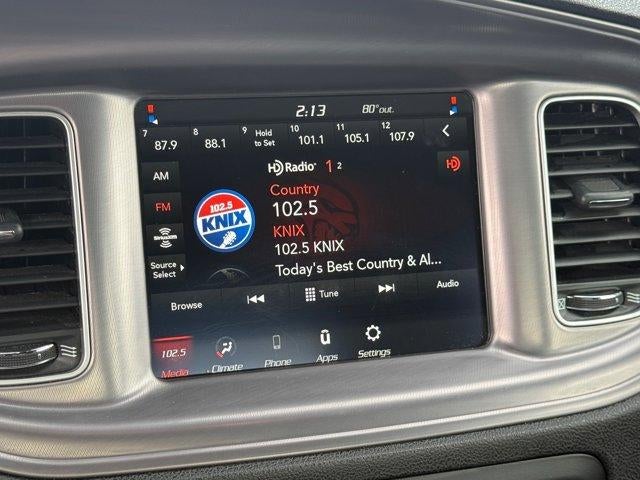 2:13 80°out.
7 8 9 Hold to Set 10 11 12
87.9 88.1 101.1 105.1 107.9
AM
HD Radio 1 2
HD
FM
Country
102.5
102.5
KNIX
KNIX
102.5 KNIX
Today's Best Country & Al...
SiriusXM
Source
Select
Browse
Tune
Audio
102.5
Media
Climate
Phone
Apps
Settings